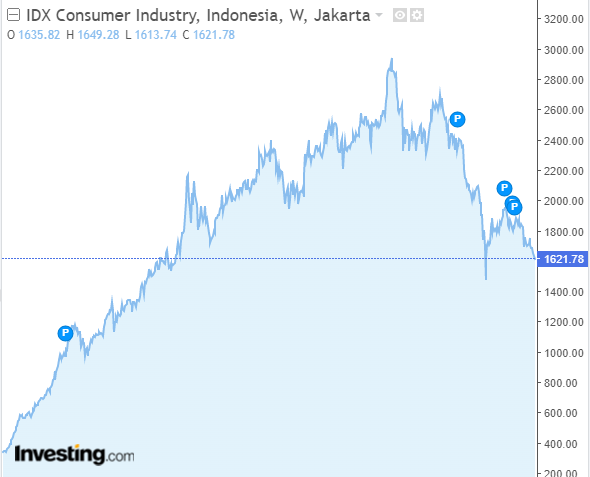 IDX Consumer Industry, Indonesia, W, Jakarta
O 1635.82 H 1649.28 L 1613.74 C 1621.78
3200.00
3000.00
2800.00
2600.00
2400.00
2200.00
2000.00
1800.00
1621.78
1400.00
1200.00
1000.00
800.00
600.00
400.00
200.00
P
P
P
P
Investing.com